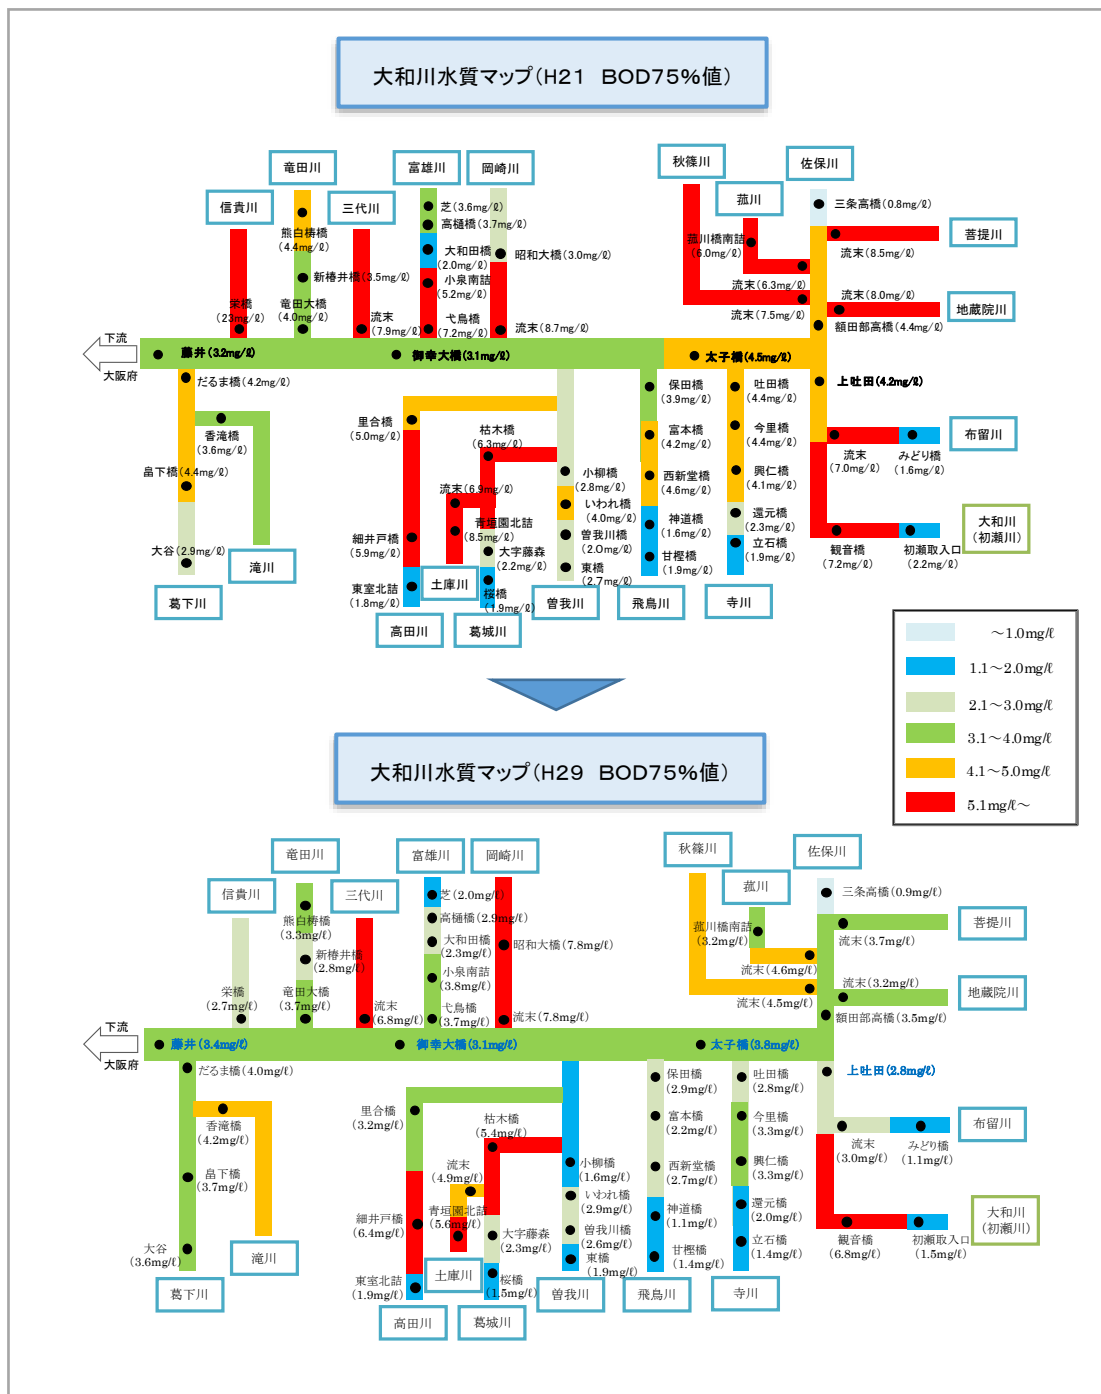 大和川水質マップ(H21 BOD75%値)
秋篠川
佐保川
竜田川
富雄川
岡崎川
菰川
信貴川
三代川
芝(3.6mg/ℓ)
三条高橋(0.8mg/ℓ)
高樋橋(3.7mg/ℓ)
菩提川
熊白梼橋
(4.4mg/ℓ)
大和田橋
(2.0mg/ℓ)
昭和大橋(3.0mg/ℓ)
菰川橋南詰
(6.0mg/ℓ)
流末
(8.5mg/ℓ)
新椿井橋(3.5mg/ℓ)
小泉南詰
(5.2mg/ℓ)
流末
(6.3mg/ℓ)
流末
(8.0mg/ℓ)
地蔵院川
栄橋
(23mg/ℓ)
竜田大橋
(4.0mg/ℓ)
流末
(7.9mg/ℓ)
弋鳥橋
(7.2mg/ℓ)
流末(8.7mg/ℓ)
流末
(7.5mg/ℓ)
額田部高橋(4.4mg/ℓ)
下流
大阪府
藤井(3.2mg/ℓ)
御幸大橋(3.1mg/ℓ)
太子橋(4.5mg/ℓ)
だるま橋(4.2mg/ℓ)
保田橋
(3.9mg/ℓ)
吐田橋
(4.4mg/ℓ)
上吐田(4.2mg/ℓ)
香滝橋
(3.6mg/ℓ)
里合橋
(5.0mg/ℓ)
枯木橋
(6.3mg/ℓ)
富本橋
(4.2mg/ℓ)
今里橋
(4.4mg/ℓ)
流末
(7.0mg/ℓ)
みどり橋
(1.6mg/ℓ)
布留川
畠下橋(4.4mg/ℓ)
流末(6.9mg/ℓ)
小柳橋
(2.8mg/ℓ)
西新堂橋
(4.6mg/ℓ)
興仁橋
(4.1mg/ℓ)
いわれ橋
(4.0mg/ℓ)
青垣園北詰
(8.5mg/ℓ)
神道橋
(1.6mg/ℓ)
還元橋
(2.3mg/ℓ)
大和川
(初瀬川)
細井戸橋
(5.9mg/ℓ)
曽我川橋
(2.0mg/ℓ)
観音橋
(7.2mg/ℓ)
初瀬取入口
(2.2mg/ℓ)
大谷(2.9mg/ℓ)
大字藤森
(2.2mg/ℓ)
東橋
(2.7mg/ℓ)
甘樫橋
(1.9mg/ℓ)
立石橋
(1.9mg/ℓ)
滝川
東室北詰
(1.8mg/ℓ)
土庫川
桜橋
(1.9mg/ℓ)
葛下川
曽我川
飛鳥川
寺川
高田川
葛城川
～1.0mg/ℓ
1.1～2.0mg/ℓ
2.1～3.0mg/ℓ
3.1～4.0mg/ℓ
4.1～5.0mg/ℓ
5.1mg/ℓ～
大和川水質マップ(H29 BOD75%値)
竜田川
富雄川
岡崎川
秋篠川
佐保川
信貴川
三代川
菰川
芝(2.0mg/ℓ)
三条高橋(0.9mg/ℓ)
熊白梼橋
(3.3mg/ℓ)
高樋橋(2.9mg/ℓ)
菰川橋南詰
(3.2mg/ℓ)
流末
(3.7mg/ℓ)
菩提川
新椿井橋
(2.8mg/ℓ)
大和田橋
(2.3mg/ℓ)
昭和大橋(7.8mg/ℓ)
流末
(4.6mg/ℓ)
小泉南詰
(3.8mg/ℓ)
流末
(3.2mg/ℓ)
地蔵院川
栄橋
(2.7mg/ℓ)
竜田大橋
(3.7mg/ℓ)
流末
(6.8mg/ℓ)
弋鳥橋
(3.7mg/ℓ)
流末(7.8mg/ℓ)
流末
(4.5mg/ℓ)
額田部高橋(3.5mg/ℓ)
下流
大阪府
藤井(3.4mg/ℓ)
御幸大橋(3.1mg/ℓ)
太子橋(3.8mg/ℓ)
だるま橋(4.0mg/ℓ)
保田橋
(2.9mg/ℓ)
吐田橋
(2.8mg/ℓ)
上吐田(2.8mg/ℓ)
香滝橋
(4.2mg/ℓ)
里合橋
(3.2mg/ℓ)
枯木橋
(5.4mg/ℓ)
富本橋
(2.2mg/ℓ)
今里橋
(3.3mg/ℓ)
流末
(3.0mg/ℓ)
みどり橋
(1.1mg/ℓ)
布留川
畠下橋
(3.7mg/ℓ)
流末
(4.9mg/ℓ)
小柳橋
(1.6mg/ℓ)
西新堂橋
(2.7mg/ℓ)
興仁橋
(3.3mg/ℓ)
細井戸橋
(6.4mg/ℓ)
青垣園北詰
(5.6mg/ℓ)
いわれ橋
(2.9mg/ℓ)
神道橋
(1.1mg/ℓ)
還元橋
(2.0mg/ℓ)
大和川
(初瀬川)
大谷
(3.6mg/ℓ)
大字藤森
(2.3mg/ℓ)
曽我川橋
(2.6mg/ℓ)
観音橋
(6.8mg/ℓ)
初瀬取入口
(1.5mg/ℓ)
滝川
東室北詰
(1.9mg/ℓ)
土庫川
桜橋
(1.5mg/ℓ)
東橋
(1.9mg/ℓ)
甘樫橋
(1.4mg/ℓ)
立石橋
(1.4mg/ℓ)
葛下川
曽我川
飛鳥川
寺川
高田川
葛城川